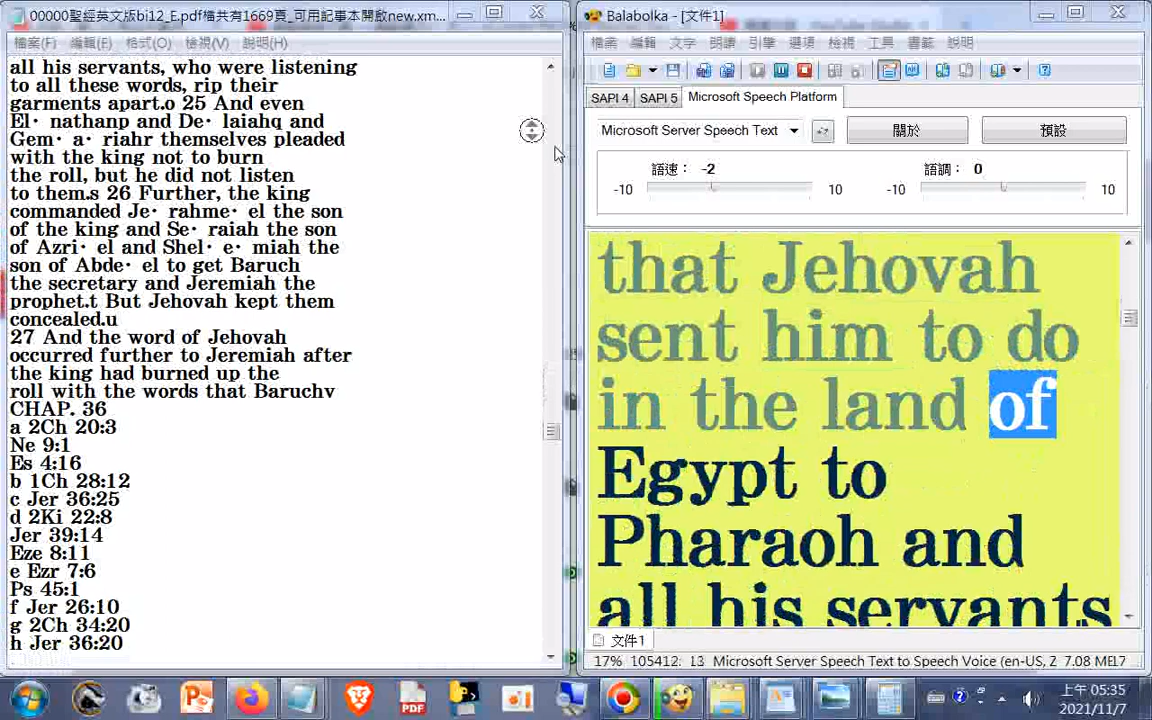 00000聖經英文版bi12_E.pdf檔共有1669頁_可用記事本開啟new.xm...
檔案(F) 編輯(E) 格式(O) 檢視(V) 說明(H)
all his servants, who were listening
to all these words, rip their
garments apart.o 25 And even
El· nathanp and De· laiahq and
Gem· a· riahr themselves pleaded
with the king not to burn
the roll, but he did not listen
to them.s 26 Further, the king
commanded Je· rahme· el the son
of the king and Se· raiah the son
of Azri· el and Shel· e· miah the
son of Abde· el to get Baruch
the secretary and Jeremiah the
prophet.t But Jehovah kept them
concealed.u
27 And the word of Jehovah
occurred further to Jeremiah after
the king had burned up the
roll with the words that Baruchv
CHAP. 36
a 2Ch 20:3
Ne 9:1
Es 4:16
b 1Ch 28:12
c Jer 36:25
d 2Ki 22:8
Jer 39:14
Eze 8:11
e Ezr 7:6
Ps 45:1
f Jer 26:10
g 2Ch 34:20
h Jer 36:20
Balabolka - [文件1]
檔案 編輯 文字 朗讀 引擎 選項 檢視 工具 書籤 說明
SAPI 4 SAPI 5 Microsoft Speech Platform
Microsoft Server Speech Text 關於 預設
語速: -2 語調: 0
-10 10 -10 10
that Jehovah
sent him to do
in the land of
Egypt to
Pharaoh and
all his servants
文件1
17% 105412: 13 Microsoft Server Speech Text to Speech Voice (en-US, 2 7.08 МБ
PDF
上午 05:35
2021/11/7